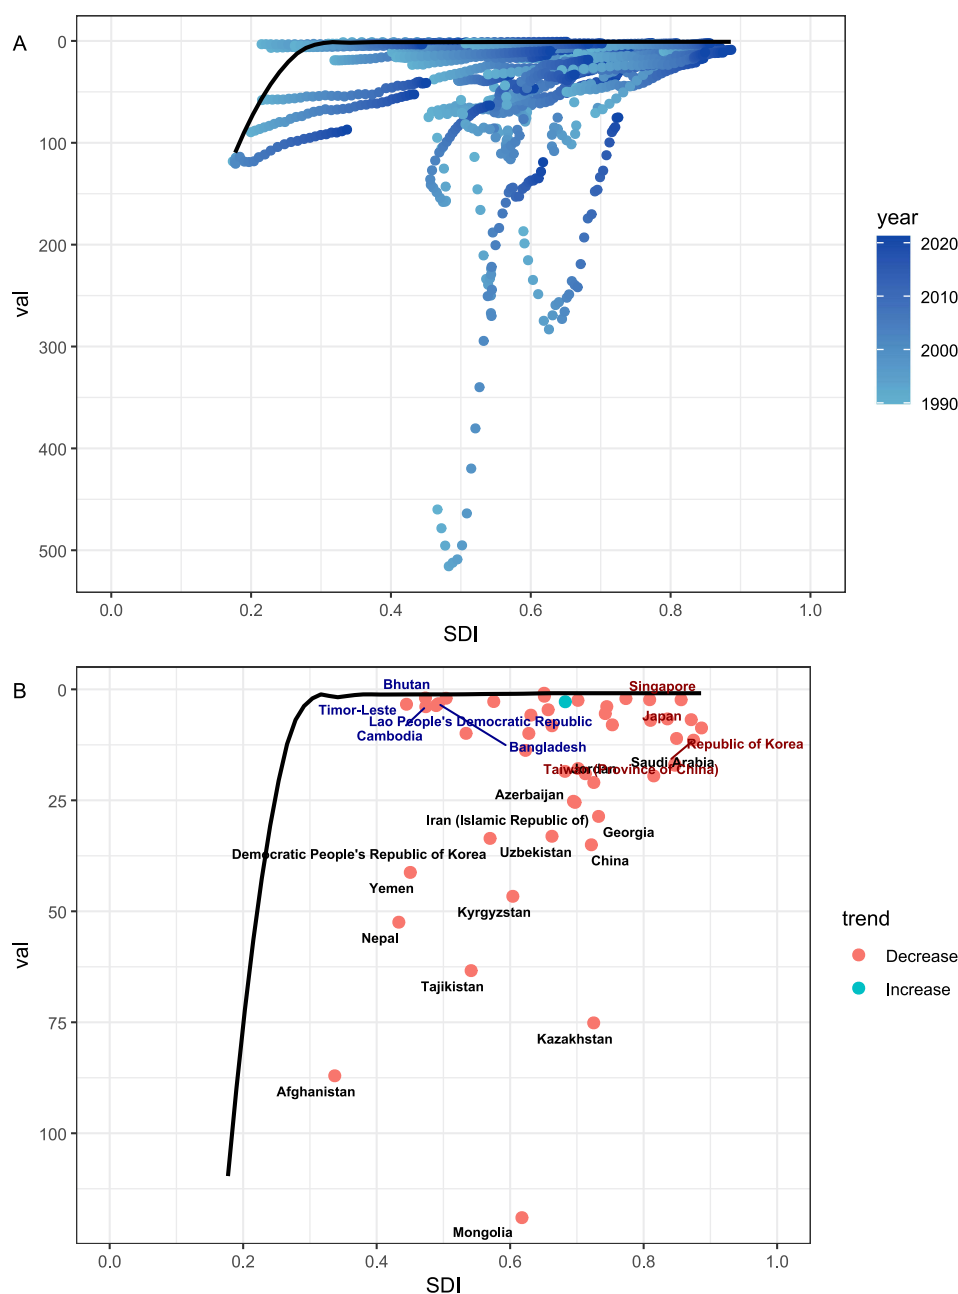 A
0
100
200
300
400
500
val
0.0 0.2 0.4 0.6 0.8 1.0
SDI
year
2020
2010
2000
1990
B
0
25
50
75
100
val
Bhutan
Singapore
Timor-Leste
Japan
Lao People's Democratic Republic
Cambodia
Republic of Korea
Bangladesh
Saudi Arabia
Jordan
Taiwan (Province of China)
Azerbaijan
Iran (Islamic Republic of)
Georgia
Uzbekistan
Democratic People's Republic of Korea
China
Yemen
Kyrgyzstan
Nepal
Tajikistan
Kazakhstan
Afghanistan
Mongolia
0.0 0.2 0.4 0.6 0.8 1.0
SDI
trend
Decrease
Increase